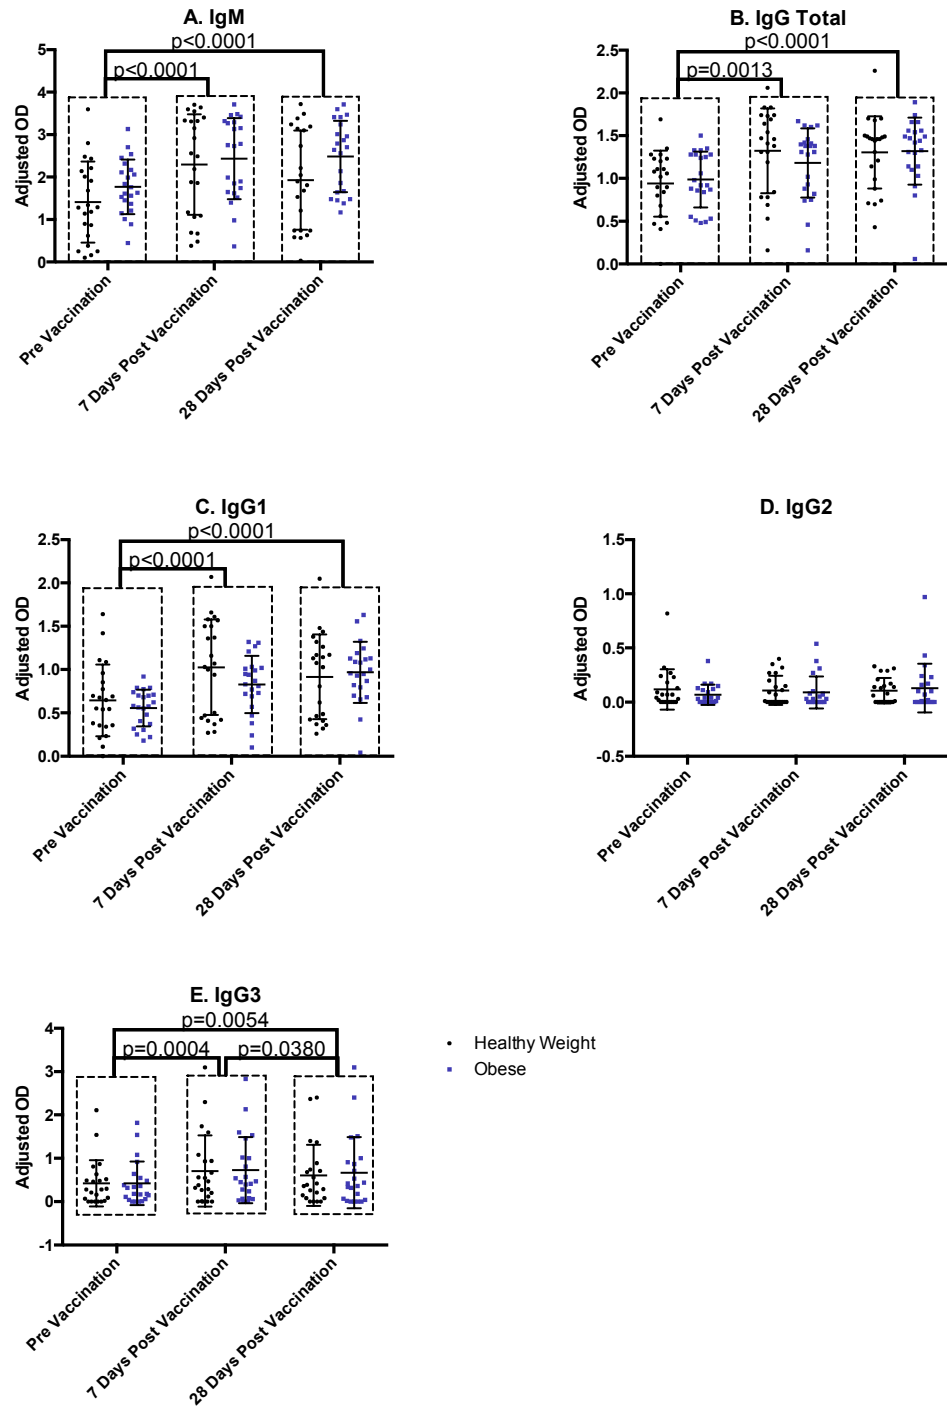 A. IgM
p<0.0001
p<0.0001
Adjusted OD
5
4
3
2
1
0
Pre Vaccination
7 Days Post Vaccination
28 Days Post Vaccination
B. IgG Total
p<0.0001
p=0.0013
Adjusted OD
2.5
2.0
1.5
1.0
0.5
0.0
Pre Vaccination
7 Days Post Vaccination
28 Days Post Vaccination
C. IgG1
p<0.0001
p<0.0001
Adjusted OD
2.5
2.0
1.5
1.0
0.5
0.0
Pre Vaccination
7 Days Post Vaccination
28 Days Post Vaccination
D. IgG2
Adjusted OD
1.5
1.0
0.5
0.0
-0.5
Pre Vaccination
7 Days Post Vaccination
28 Days Post Vaccination
E. IgG3
p=0.0054
p=0.0004 p=0.0380
Adjusted OD
4
3
2
1
0
-1
Pre Vaccination
7 Days Post Vaccination
28 Days Post Vaccination
Healthy Weight
Obese